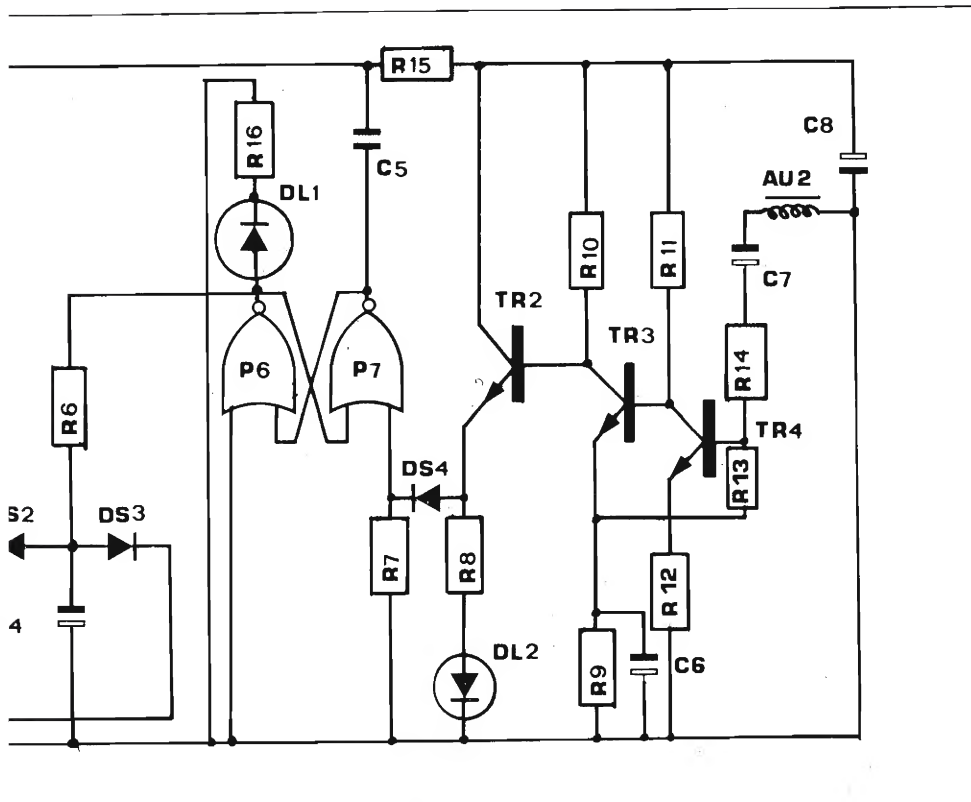 R15
R16
C5
C8
DL1
AU2
R10
R11
C7
TR2
TR3
P6
P7
R14
R6
TR4
DS4
R13
S2
DS3
R7
R8
R12
4
DL2
R9
C6